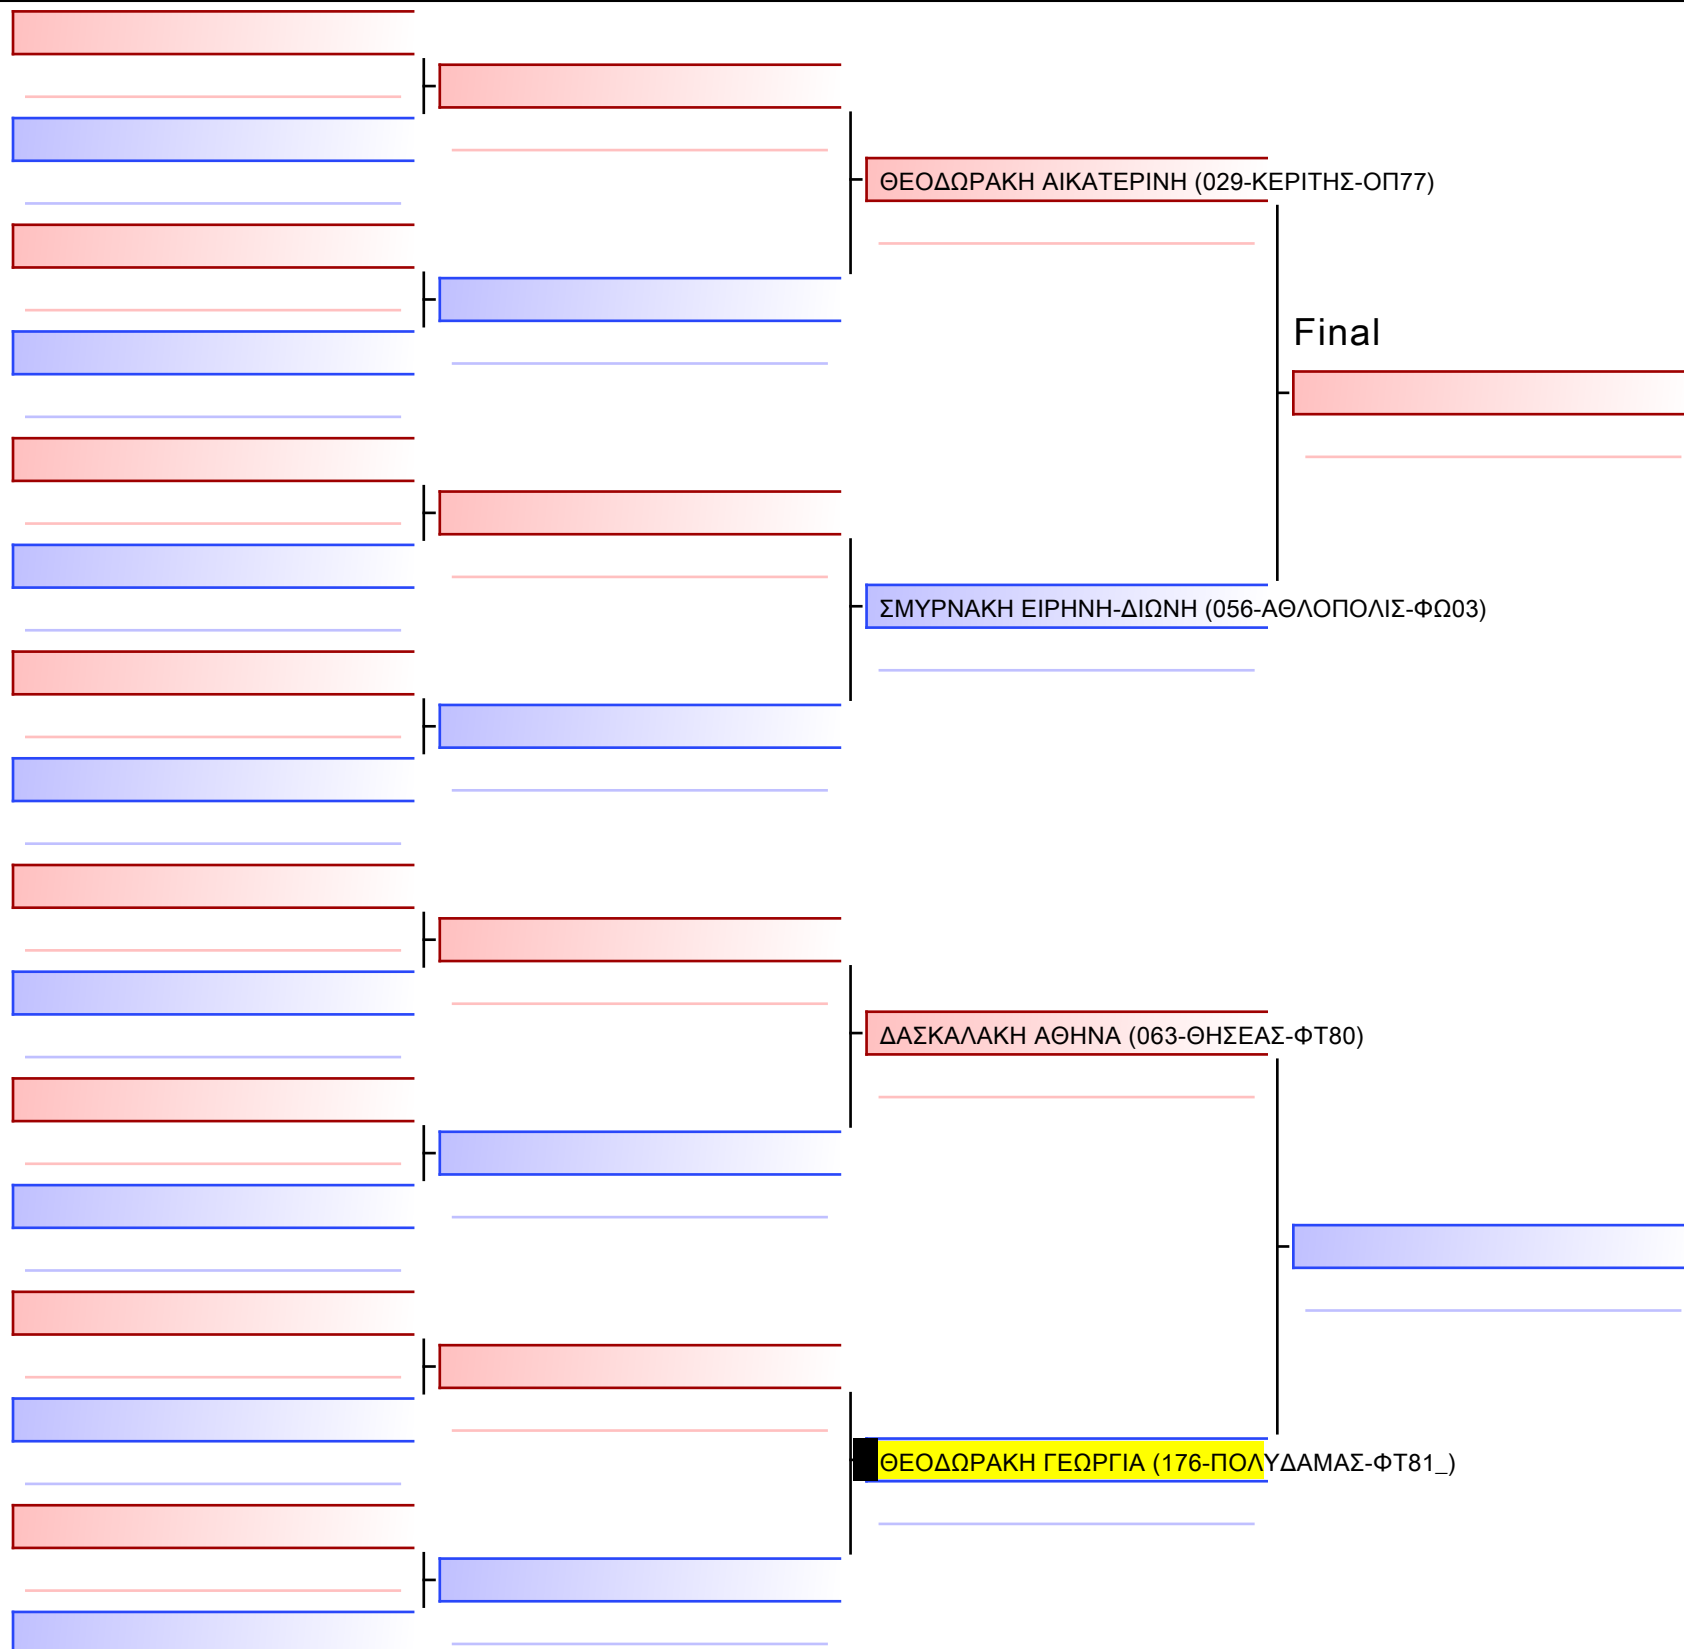 ΘΕΟΔΩΡΑΚΗ ΑΙΚΑΤΕΡΙΝΗ (029-ΚΕΡΙΤΗΣ-ΟΠ77)
Final
ΣΜΥΡΝΑΚΗ ΕΙΡΗΝΗ-ΔΙΩΝΗ (056-ΑΘΛΟΠΟΛΙΣ-ΦΩ03)
ΔΑΣΚΑΛΑΚΗ ΑΘΗΝΑ (063-ΘΗΣΕΑΣ-ΦΤ80)
ΘΕΟΔΩΡΑΚΗ ΓΕΩΡΓΙΑ (176-ΠΟΛΥΔΑΜΑΣ-ΦΤ81_)